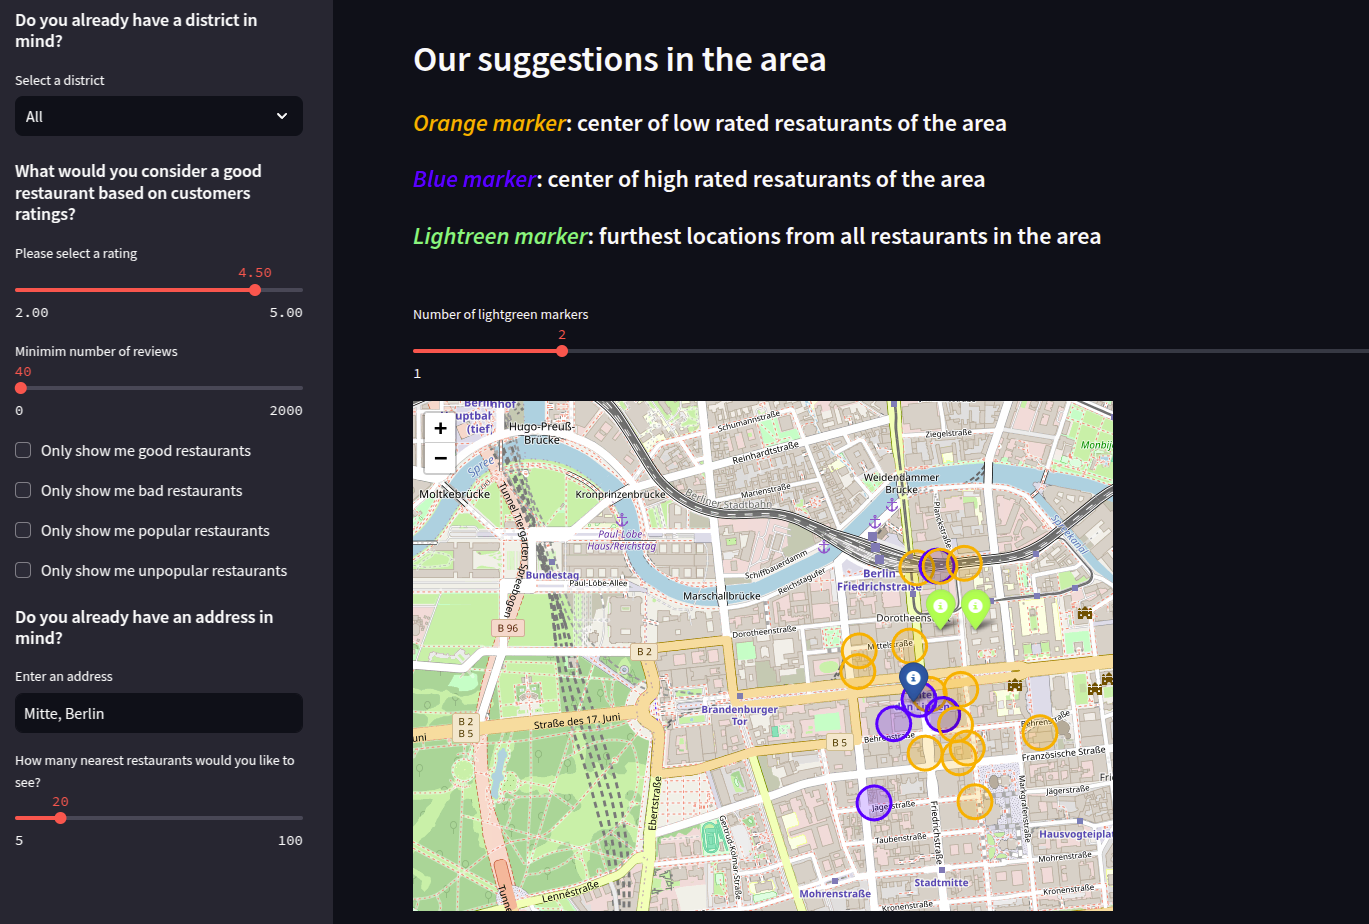 Do you already have a district in
mind?
Select a district
All
What would you consider a good
restaurant based on customers
ratings?
Please select a rating
4.50
2.00 5.00
Minimim number of reviews
40
0 2000
Only show me good restaurants
Only show me bad restaurants
Only show me popular restaurants
Only show me unpopular restaurants
Do you already have an address in
mind?
Enter an address
Mitte, Berlin
How many nearest restaurants would you like to
see?
20
5 100
Our suggestions in the area
Orange marker: center of low rated resaturants of the area
Blue marker: center of high rated resaturants of the area
Lightreen marker: furthest locations from all restaurants in the area
Number of lightgreen markers
2
1
+
−
(tief)
Hugo-Preuß-
Brücke
Schumannstraße
Ziegelstraße
Reinhardtstraße
Spree
Moltkebrücke
Kronprinzenbrücke
Marienstraße
Berliner Stadtbahn
Weidendammer
Brücke
Planckstraße
Spreekanal
Tunnel Tiergarten Spreebogen
Paul-Löbe-
Haus/Reichstag
Bundestag
Paul-Löbe-Allee
Schiffbauerdamm
Reichstagufer
Marschallbrücke
Berlin
Friedrichstraße
B 96
Dorotheenstraße
Mittelstraße
B 2
Brandenburger
Tor
B 2
B 5
Straße des 17. Juni
B 5
Behrenstraße
Behrenstraße
Französische Straße
Ebertstraße
Jägerstraße
Jägerstraße
Gertrud-Kolmar-Straße
Friedrichstraße
Markgrafenstraße
Taubenstraße
Mohrenstraße
Stadtmitte
Mohrenstraße
Lennéstraße
Kronenstraße
Kronenstraße